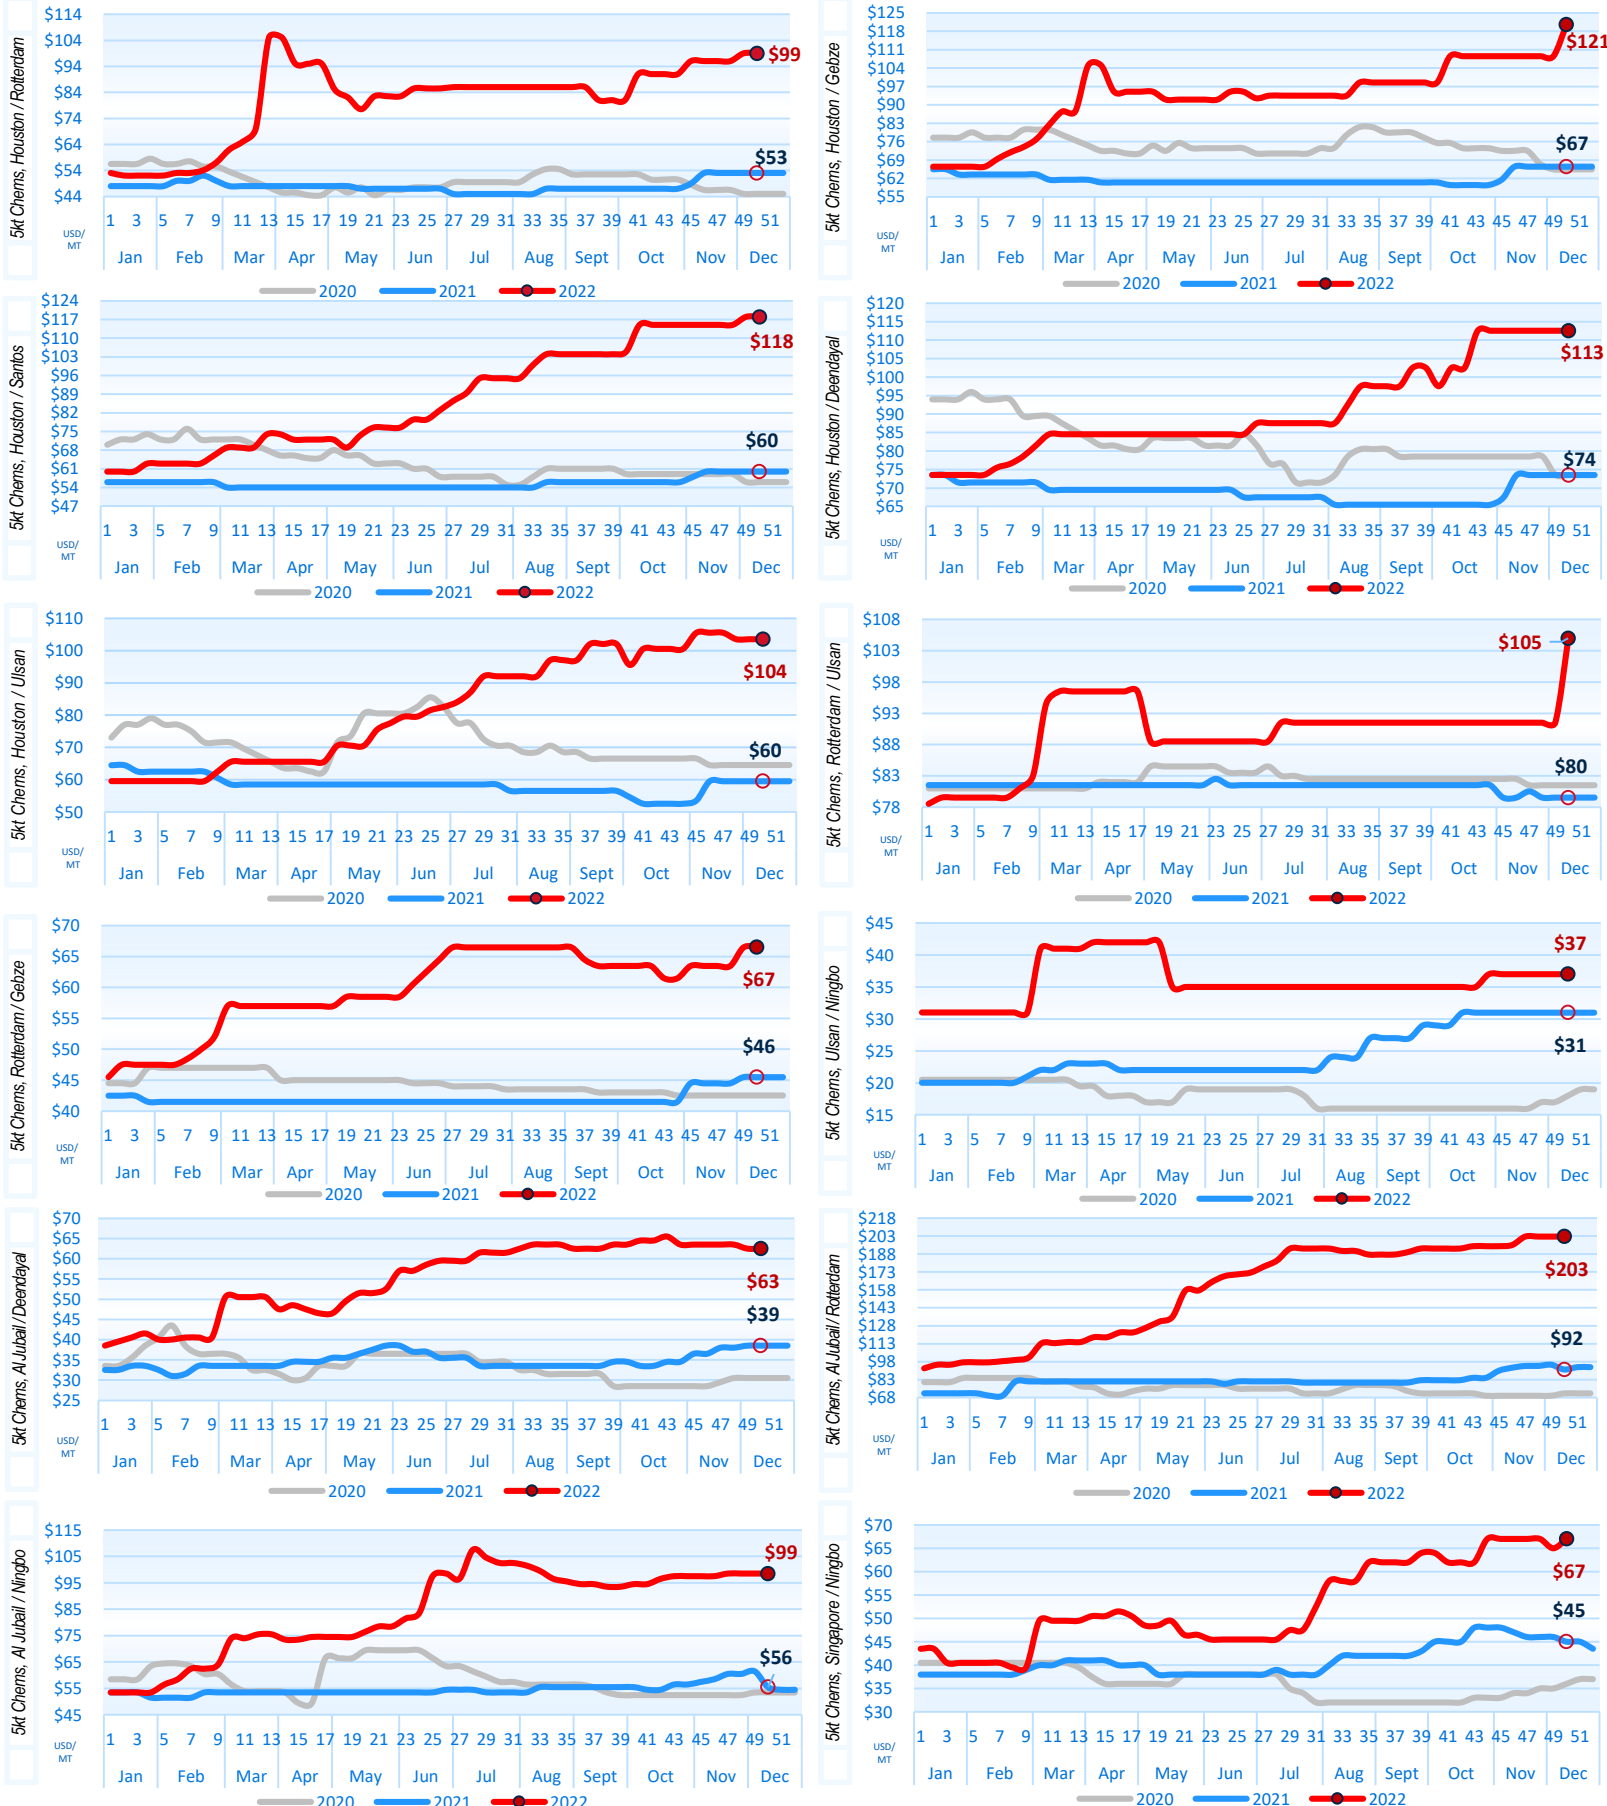 5kt Chems, Houston / Rotterdam
$114
$104
$94
$84
$74
$64
$54
$44
$99
$53
1 3 5 7 9 11 13 15 17 19 21 23 25 27 29 31 33 35 37 39 41 43 45 47 49 51
USD/
MT
Jan Feb Mar Apr May Jun Jul Aug Sept Oct Nov Dec
2020 2021 2022
5kt Chems, Houston / Gebze
$125
$118
$111
$104
$97
$90
$83
$76
$69
$62
$55
$121
$67
1 3 5 7 9 11 13 15 17 19 21 23 25 27 29 31 33 35 37 39 41 43 45 47 49 51
USD/
MT
Jan Feb Mar Apr May Jun Jul Aug Sept Oct Nov Dec
2020 2021 2022
5kt Chems, Houston / Santos
$124
$117
$110
$103
$96
$89
$82
$75
$68
$61
$54
$47
$118
$60
1 3 5 7 9 11 13 15 17 19 21 23 25 27 29 31 33 35 37 39 41 43 45 47 49 51
USD/
MT
Jan Feb Mar Apr May Jun Jul Aug Sept Oct Nov Dec
2020 2021 2022
5kt Chems, Houston / Deendayal
$120
$115
$110
$105
$100
$95
$90
$85
$80
$75
$70
$65
$113
$74
1 3 5 7 9 11 13 15 17 19 21 23 25 27 29 31 33 35 37 39 41 43 45 47 49 51
USD/
MT
Jan Feb Mar Apr May Jun Jul Aug Sept Oct Nov Dec
2020 2021 2022
5kt Chems, Houston / Ulsan
$110
$100
$90
$80
$70
$60
$50
$104
$60
1 3 5 7 9 11 13 15 17 19 21 23 25 27 29 31 33 35 37 39 41 43 45 47 49 51
USD/
MT
Jan Feb Mar Apr May Jun Jul Aug Sept Oct Nov Dec
2020 2021 2022
5kt Chems, Rotterdam / Ulsan
$108
$103
$98
$93
$88
$83
$78
$105
$80
1 3 5 7 9 11 13 15 17 19 21 23 25 27 29 31 33 35 37 39 41 43 45 47 49 51
USD/
MT
Jan Feb Mar Apr May Jun Jul Aug Sept Oct Nov Dec
2020 2021 2022
5kt Chems, Rotterdam / Gebze
$70
$65
$60
$55
$50
$45
$40
$67
$46
1 3 5 7 9 11 13 15 17 19 21 23 25 27 29 31 33 35 37 39 41 43 45 47 49 51
USD/
MT
Jan Feb Mar Apr May Jun Jul Aug Sept Oct Nov Dec
2020 2021 2022
5kt Chems, Ulsan / Ningbo
$45
$40
$35
$30
$25
$20
$15
$37
$31
1 3 5 7 9 11 13 15 17 19 21 23 25 27 29 31 33 35 37 39 41 43 45 47 49 51
USD/
MT
Jan Feb Mar Apr May Jun Jul Aug Sept Oct Nov Dec
2020 2021 2022
5kt Chems, Al Jubail / Deendayal
$70
$65
$60
$55
$50
$45
$40
$35
$30
$25
$63
$39
1 3 5 7 9 11 13 15 17 19 21 23 25 27 29 31 33 35 37 39 41 43 45 47 49 51
USD/
MT
Jan Feb Mar Apr May Jun Jul Aug Sept Oct Nov Dec
2020 2021 2022
5kt Chems, Al Jubail / Rotterdam
$218
$203
$188
$173
$158
$143
$128
$113
$98
$83
$68
$203
$92
1 3 5 7 9 11 13 15 17 19 21 23 25 27 29 31 33 35 37 39 41 43 45 47 49 51
USD/
MT
Jan Feb Mar Apr May Jun Jul Aug Sept Oct Nov Dec
2020 2021 2022
5kt Chems, Al Jubail / Ningbo
$115
$105
$95
$85
$75
$65
$55
$45
$99
$56
1 3 5 7 9 11 13 15 17 19 21 23 25 27 29 31 33 35 37 39 41 43 45 47 49 51
USD/
MT
Jan Feb Mar Apr May Jun Jul Aug Sept Oct Nov Dec
2020 2021 2022
5kt Chems, Singapore / Ningbo
$70
$65
$60
$55
$50
$45
$40
$35
$30
$67
$45
1 3 5 7 9 11 13 15 17 19 21 23 25 27 29 31 33 35 37 39 41 43 45 47 49 51
USD/
MT
Jan Feb Mar Apr May Jun Jul Aug Sept Oct Nov Dec
2020 2021 2022